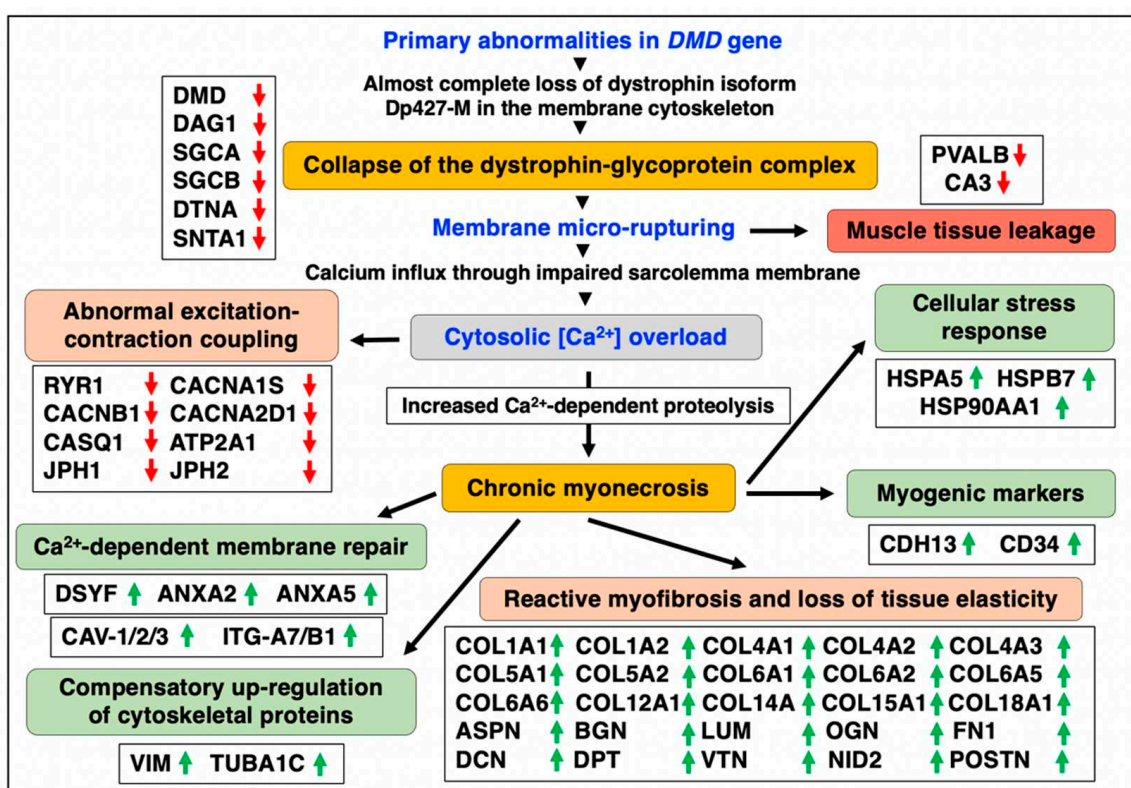 Primary abnormalities in DMD gene
Almost complete loss of dystrophin isoform
Dp427-M in the membrane cytoskeleton
DMD
DAG1
SGCA
SGCB
DTNA
SNTA1
Collapse of the dystrophin-glycoprotein complex
PVALB
CA3
Membrane micro-rupturing
Muscle tissue leakage
Calcium influx through impaired sarcolemma membrane
Abnormal excitation-
contraction coupling
Cytosolic [Ca²⁺] overload
Cellular stress
response
RYR1 CACNA1S
CACNB1 CACNA2D1
CASQ1 ATP2A1
JPH1 JPH2
Increased Ca²⁺-dependent proteolysis
HSPA5 HSPB7
HSP90AA1
Chronic myonecrosis
Myogenic markers
CDH13 CD34
Ca²⁺-dependent membrane repair
DSYF ANXA2 ANXA5
CAV-1/2/3 ITG-A7/B1
Reactive myofibrosis and loss of tissue elasticity
COL1A1 COL1A2 COL4A1 COL4A2 COL4A3
COL5A1 COL5A2 COL6A1 COL6A2 COL6A5
COL6A6 COL12A1 COL14A COL15A1 COL18A1
ASPN BGN LUM OGN FN1
DCN DPT VTN NID2 POSTN
Compensatory up-regulation
of cytoskeletal proteins
VIM TUBA1C